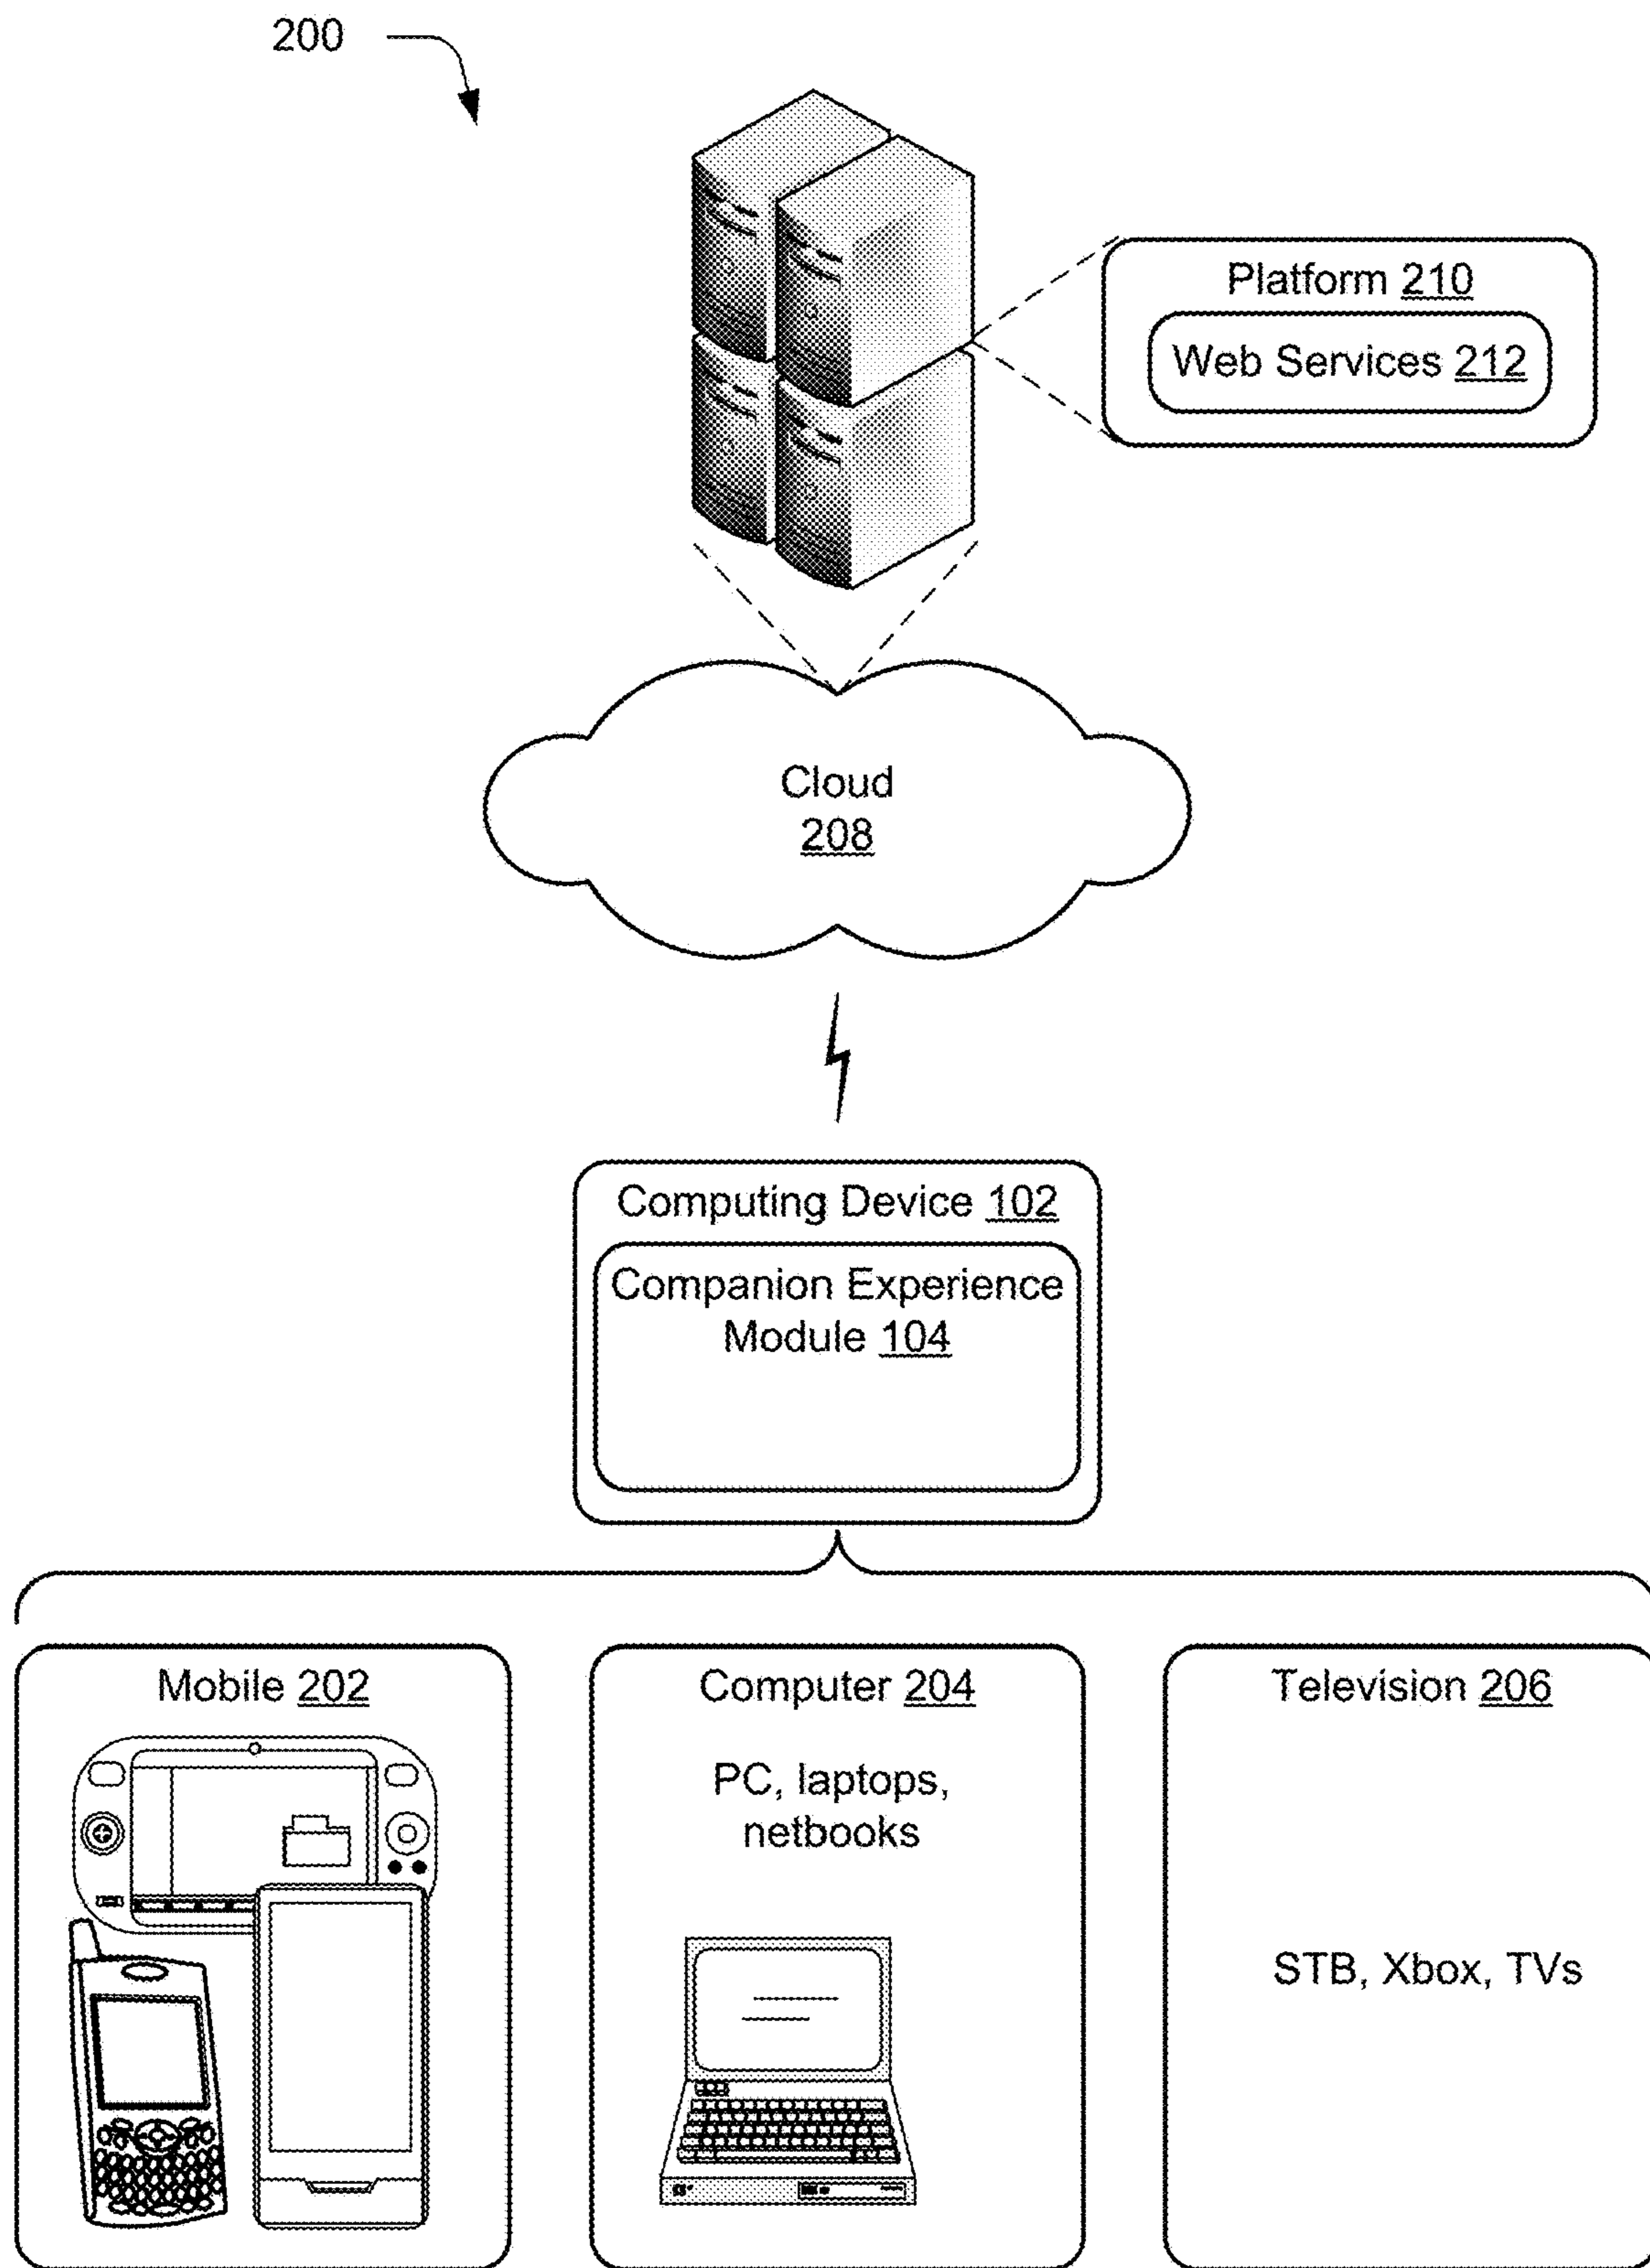 200
Platform 210
Web Services 212
Cloud
208
Computing Device 102
Companion Experience
Module 104
Mobile 202
Computer 204
PC, laptops,
netbooks
Television 206
STB, Xbox, TVs